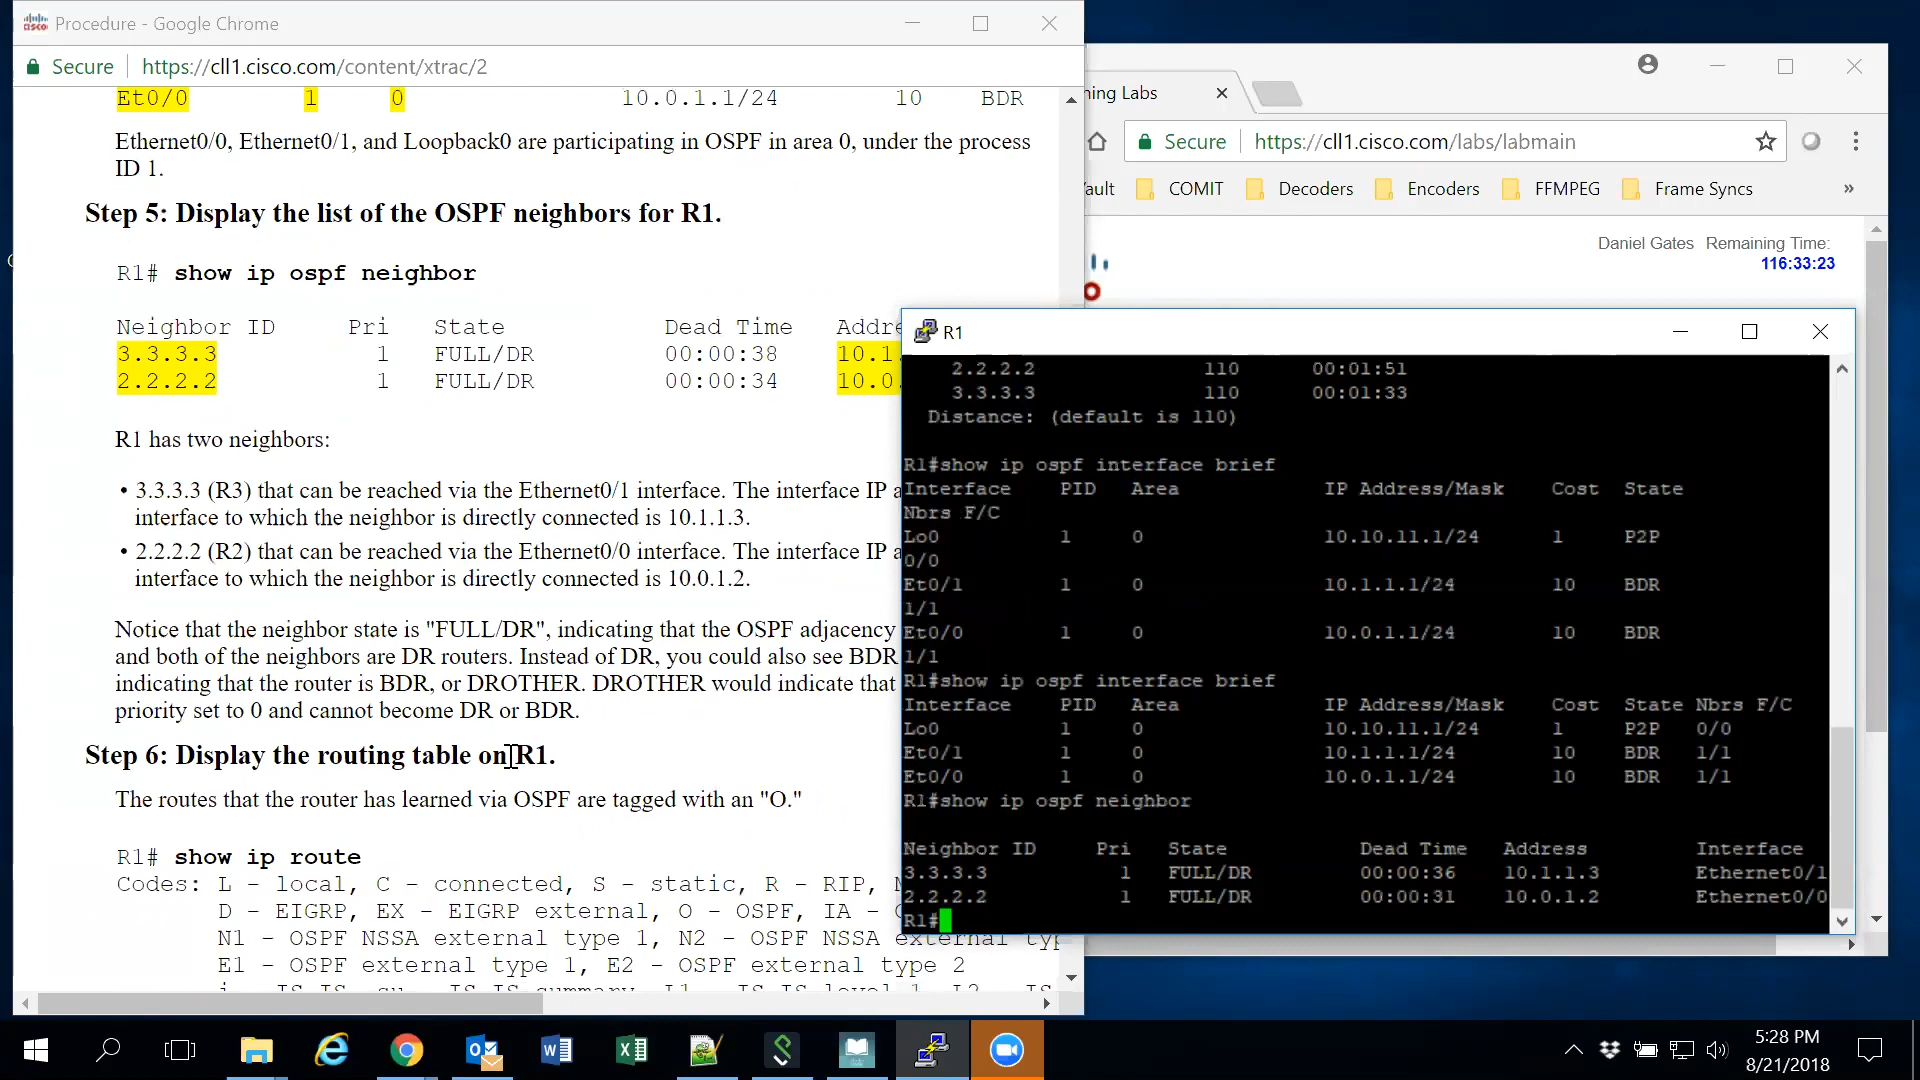 Procedure - Google Chrome
Secure https://cll1.cisco.com/content/xtrac/2
Et0/0 1 0 10.0.1.1/24 10 BDR
Ethernet0/0, Ethernet0/1, and Loopback0 are participating in OSPF in area 0, under the process
ID 1.
Step 5: Display the list of the OSPF neighbors for R1.
R1# show ip ospf neighbor
Neighbor ID Pri State Dead Time Addre
3.3.3.3 1 FULL/DR 00:00:38 10.1.
2.2.2.2 1 FULL/DR 00:00:34 10.0.
R1 has two neighbors:
• 3.3.3.3 (R3) that can be reached via the Ethernet0/1 interface. The interface IP a
interface to which the neighbor is directly connected is 10.1.1.3.
• 2.2.2.2 (R2) that can be reached via the Ethernet0/0 interface. The interface IP a
interface to which the neighbor is directly connected is 10.0.1.2.
Notice that the neighbor state is "FULL/DR", indicating that the OSPF adjacency
and both of the neighbors are DR routers. Instead of DR, you could also see BDR
indicating that the router is BDR, or DROTHER. DROTHER would indicate that
priority set to 0 and cannot become DR or BDR.
Step 6: Display the routing table on R1.
The routes that the router has learned via OSPF are tagged with an "O."
R1# show ip route
Codes: L - local, C - connected, S - static, R - RIP,
D - EIGRP, EX - EIGRP external, O - OSPF, IA -
N1 - OSPF NSSA external type 1, N2 - OSPF NSSA external typ
E1 - OSPF external type 1, E2 - OSPF external type 2
ning Labs
Secure https://cll1.cisco.com/labs/labmain
ault COMIT Decoders Encoders FFMPEG Frame Syncs »
Daniel Gates Remaining Time:
116:33:23
R1
2.2.2.2 110 00:01:51
3.3.3.3 110 00:01:33
Distance: (default is 110)
R1#show ip ospf interface brief
Interface PID Area IP Address/Mask Cost State
Nbrs F/C
Lo0 1 0 10.10.11.1/24 1 P2P
0/0
Et0/1 1 0 10.1.1.1/24 10 BDR
1/1
Et0/0 1 0 10.0.1.1/24 10 BDR
1/1
R1#show ip ospf interface brief
Interface PID Area IP Address/Mask Cost State Nbrs F/C
Lo0 1 0 10.10.11.1/24 1 P2P 0/0
Et0/1 1 0 10.1.1.1/24 10 BDR 1/1
Et0/0 1 0 10.0.1.1/24 10 BDR 1/1
R1#show ip ospf neighbor
Neighbor ID Pri State Dead Time Address Interface
3.3.3.3 1 FULL/DR 00:00:36 10.1.1.3 Ethernet0/1
2.2.2.2 1 FULL/DR 00:00:31 10.0.1.2 Ethernet0/0
R1#
5:28 PM
8/21/2018